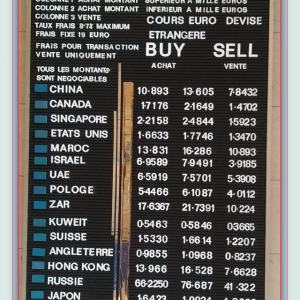 COLONNE 1 ACHAT MONTANT SUPERIEUR A MILLE EUROS
COLONNE 2 ACHAT MONTANT INFERIEUR A MILLE EUROS
COLONNE 3 VENTE
TAUX FRAIS 8·7% MAXIMUM COURS EURO DEVISE
FRAIS FIXE 19 EURO ETRANGERE
FRAIS POUR TRANSACTION BUY SELL
VENTE UNIQUEMENT ACHAT VENTE
TOUS LES MONTANTS
SONT NEGOCIABLES
CHINA 10·893 13·605 7·8432
CANADA 1·7176 2·1649 1·4702
SINGAPORE 2·2158 2·4844 1·5923
ETATS UNIS 1·6633 1·7746 1·3470
MAROC 13·831 16·286 10·893
ISRAEL 6·9589 7·9491 3·9185
UAE 6·5919 7·5701 5·3908
POLOGE 5·4466 6·1087 4·0112
ZAR 17·6367 21·7391 10·224
KUWEIT 0·5463 0·5846 0·3665
SUISSE 1·5330 1·6614 1·2207
ANGLETERRE 0·9855 1·0968 0·8237
HONG KONG 13·966 16·528 7·6628
RUSSIE 66·2250 76·687 41·322
JAPON